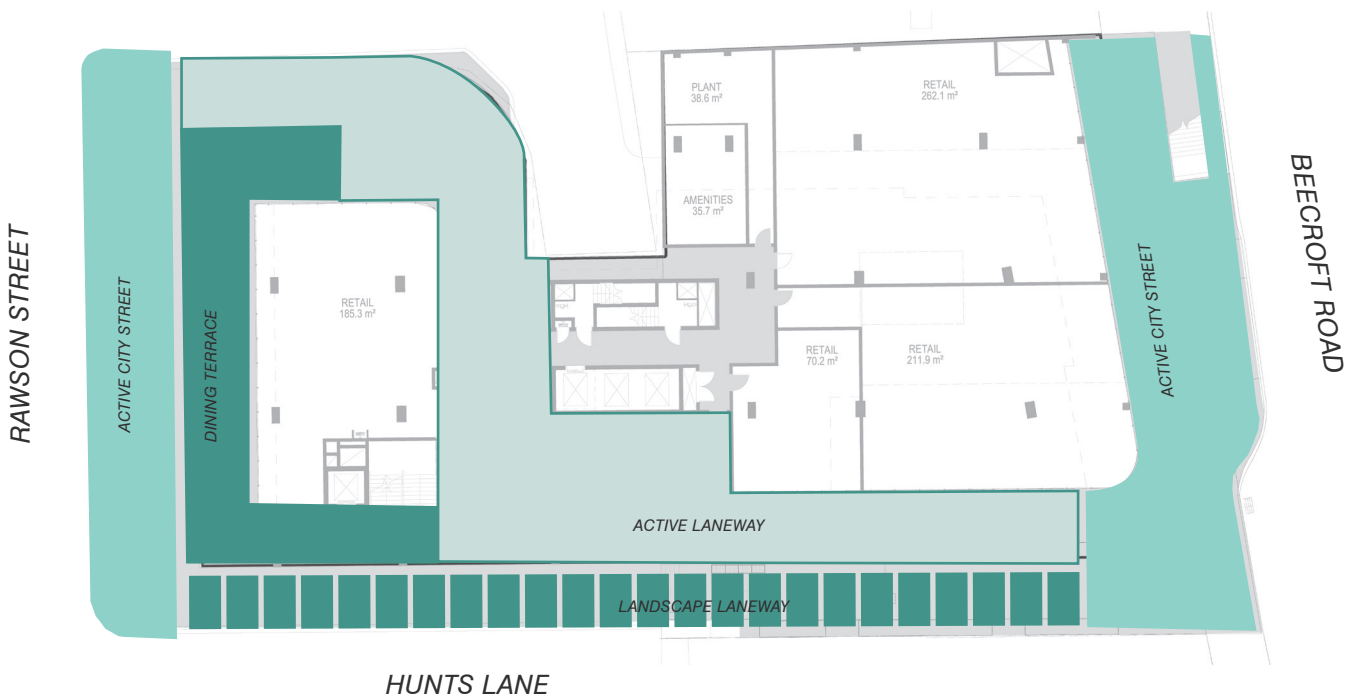 RAWSON STREET
ACTIVE CITY STREET
DINING TERRACE
RETAIL
185.3 m²
PLANT
38.6 m²
AMENITIES
35.7 m²
RETAIL
262.1 m²
RETAIL
70.2 m²
RETAIL
211.9 m²
ACTIVE CITY STREET
BEECROFT ROAD
ACTIVE LANEWAY
LANDSCAPE LANEWAY
HUNTS LANE